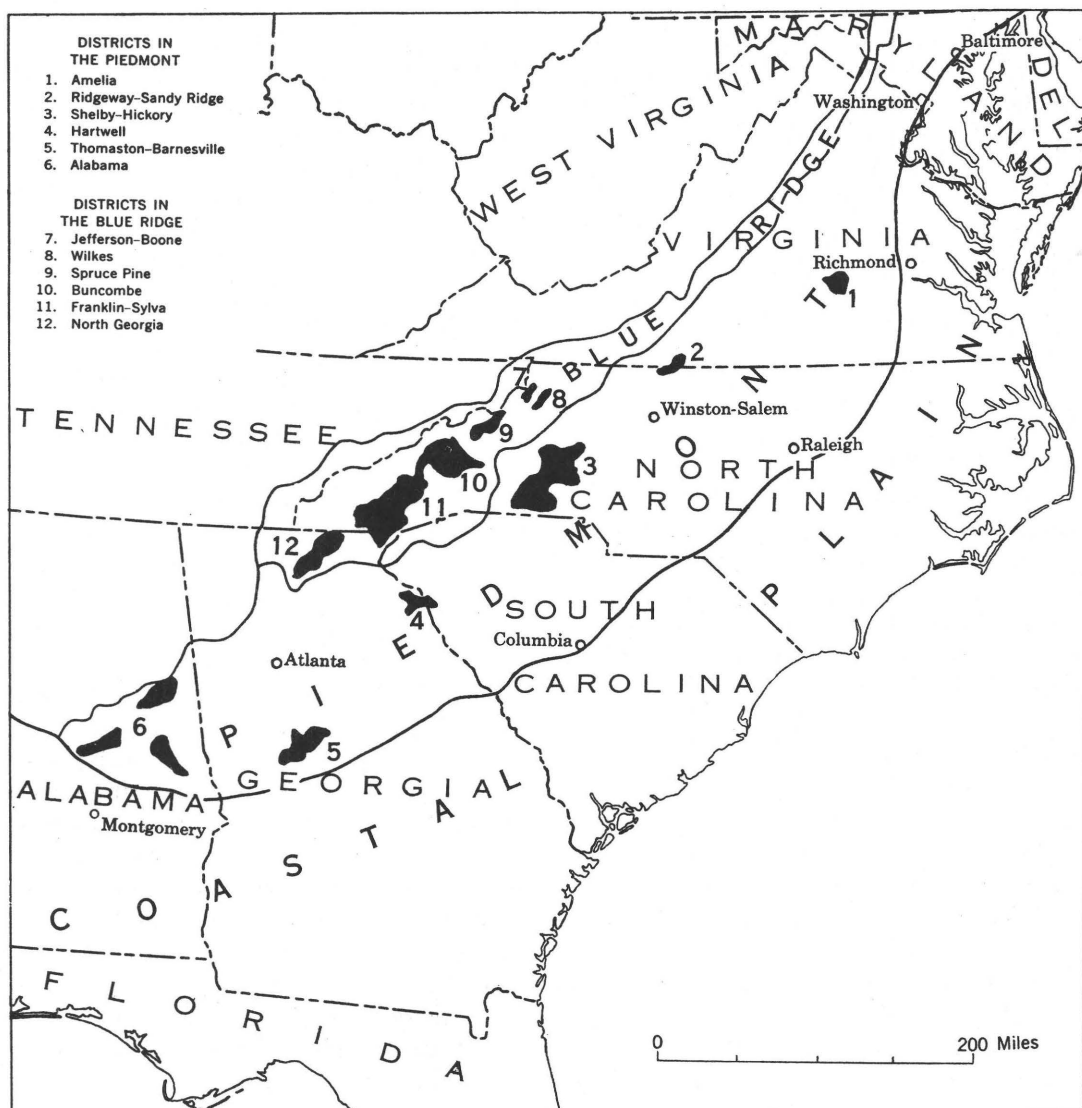 DISTRICTS IN
THE PIEDMONT
1. Amelia
2. Ridgeway–Sandy Ridge
3. Shelby–Hickory
4. Hartwell
5. Thomaston–Barnesville
6. Alabama
DISTRICTS IN
THE BLUE RIDGE
7. Jefferson–Boone
8. Wilkes
9. Spruce Pine
10. Buncombe
11. Franklin–Sylva
12. North Georgia
MARYLAND
DEL
Baltimore
Washington
WEST VIRGINIA
BLUE RIDGE
VIRGINIA
Richmond
1
2
7
8
9
10
11
12
3
TENNESSEE
Winston-Salem
Raleigh
NORTH
CAROLINA
PIEDMONT
COASTAL PLAIN
4
SOUTH
CAROLINA
Columbia
Atlanta
5
6
GEORGIA
ALABAMA
Montgomery
FLORIDA
0 200 Miles